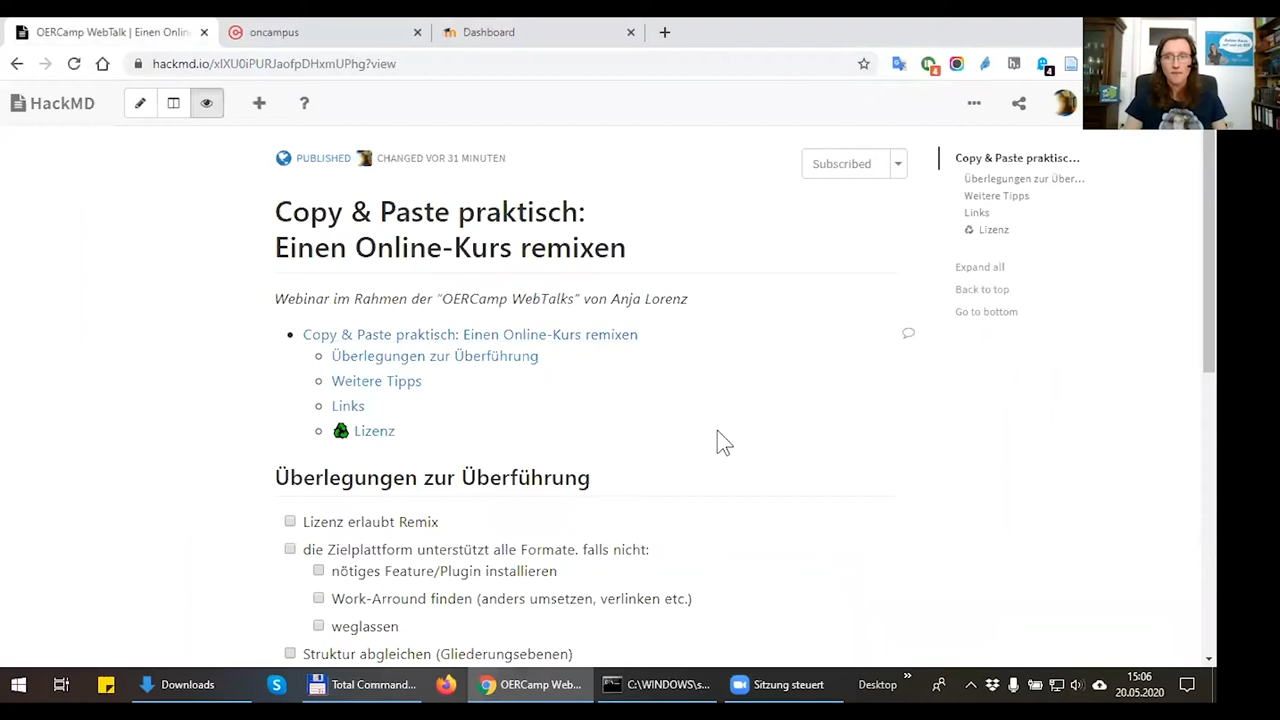 OERCamp WebTalk | Einen Onlin
oncampus
Dashboard
hackmd.io/xlXU0iPURJaofpDHxmUPhg?view
HackMD
PUBLISHED CHANGED VOR 31 MINUTEN
Subscribed
Copy & Paste praktisch:
Einen Online-Kurs remixen
Webinar im Rahmen der "OERCamp WebTalks" von Anja Lorenz
Copy & Paste praktisch: Einen Online-Kurs remixen
Überlegungen zur Überführung
Weitere Tipps
Links
Lizenz
Überlegungen zur Überführung
Lizenz erlaubt Remix
die Zielplattform unterstützt alle Formate. falls nicht:
nötiges Feature/Plugin installieren
Work-Arround finden (anders umsetzen, verlinken etc.)
weglassen
Struktur abgleichen (Gliederungsebenen)
Copy & Paste praktisc...
Überlegungen zur Über...
Weitere Tipps
Links
Lizenz
Expand all
Back to top
Go to bottom
Downloads
Total Command...
OERCamp Web...
C:\WINDOWS\s...
Sitzung steuert
Desktop
15:06
20.05.2020